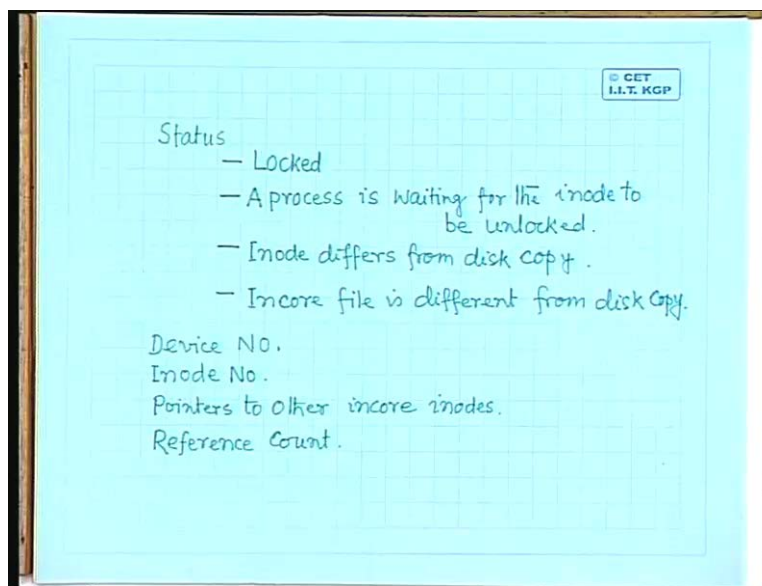 © CET
I.I.T. KGP
Status
— Locked
— A process is waiting for the inode to
be unlocked.
— Inode differs from disk copy.
— Incore file is different from disk copy.
Device No.
Inode No.
Pointers to other incore inodes.
Reference Count.